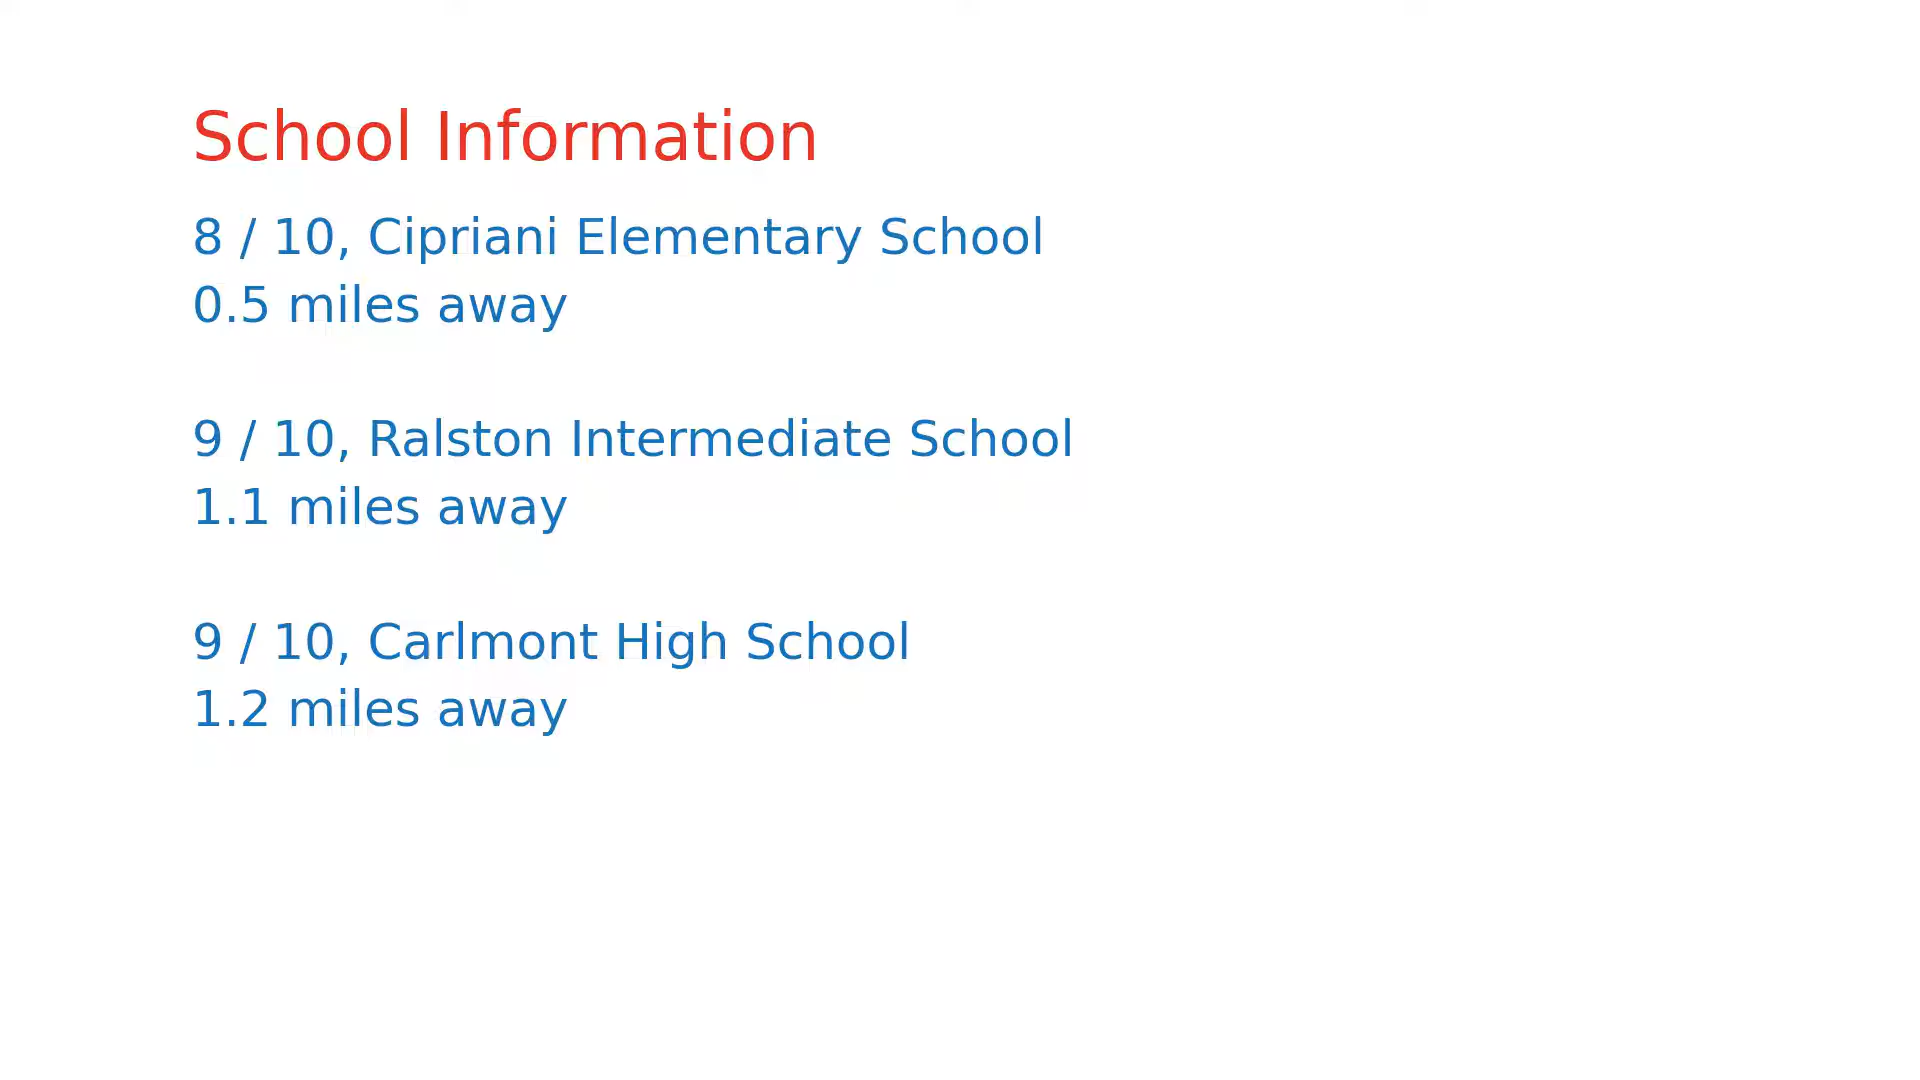 School Information
8 / 10, Cipriani Elementary School
0.5 miles away
9 / 10, Ralston Intermediate School
1.1 miles away
9 / 10, Carlmont High School
1.2 miles away